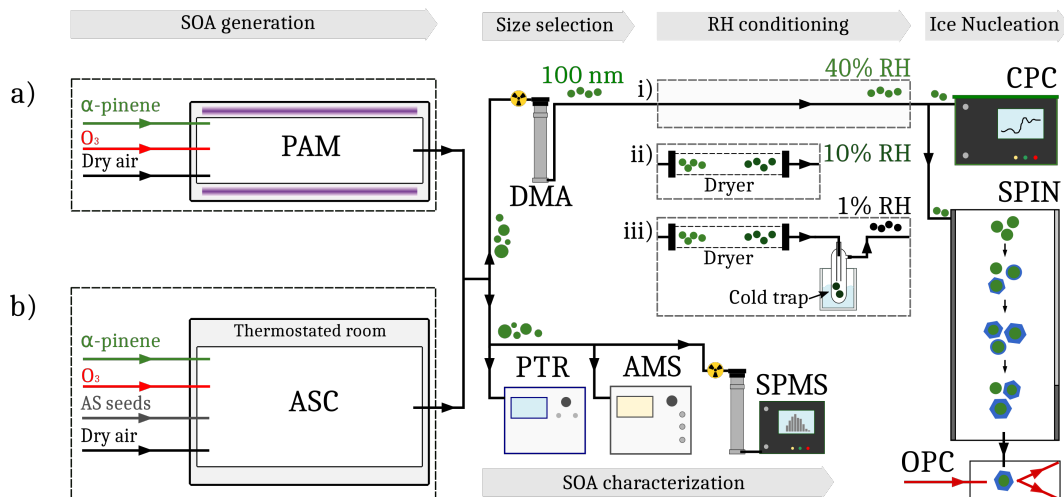 SOA generation
Size selection
RH conditioning
Ice Nucleation
a)
α-pinene
O₃
Dry air
PAM
100 nm
DMA
i)
40% RH
CPC
ii)
10% RH
Dryer
iii)
1% RH
Dryer
Cold trap
SPIN
b)
Thermostated room
α-pinene
O₃
AS seeds
Dry air
ASC
PTR
AMS
SPMS
OPC
SOA characterization